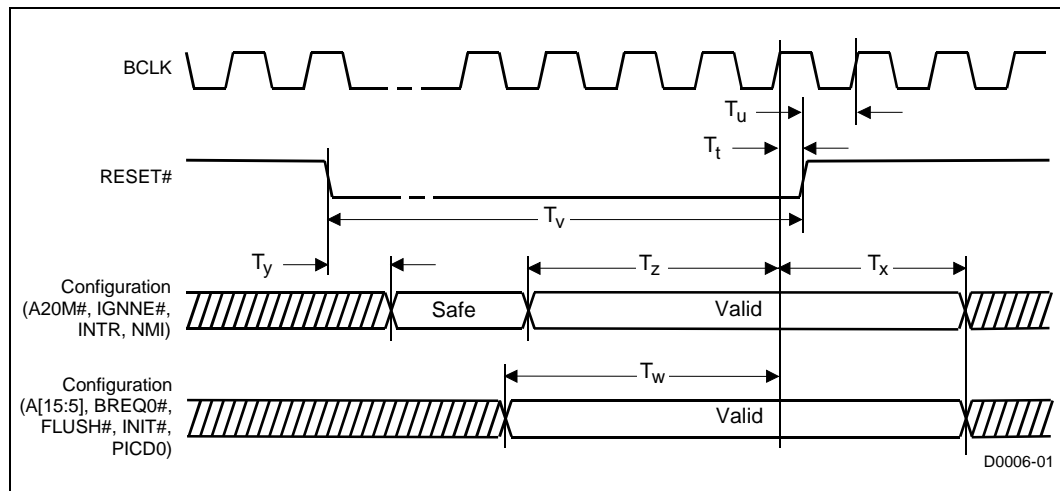 BCLK
Tu
Tt
RESET#
Tv
Ty
Tz
Tx
Configuration
(A20M#, IGNNE#,
INTR, NMI)
Safe
Valid
Tw
Configuration
(A[15:5], BREQ0#,
FLUSH#, INIT#,
PICD0)
Valid
D0006-01